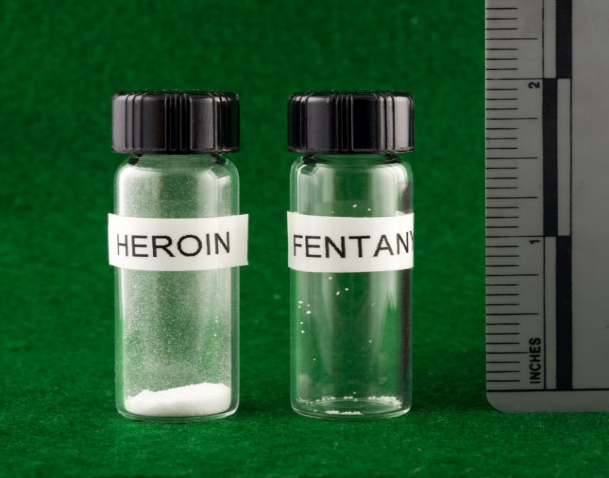 HEROIN
FENTANY
2
1
INCHES